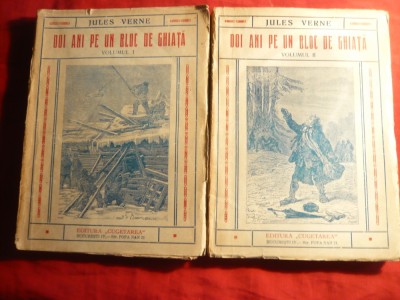 JULES VERNE
DOI ANI PE UN BLOC DE GHIAȚĂ
VOLUMUL I
EDITURA „CUGETAREA”
JULES VERNE
DOI ANI PE UN BLOC DE GHIAȚĂ
VOLUMUL II
EDITURA „CUGETAREA”